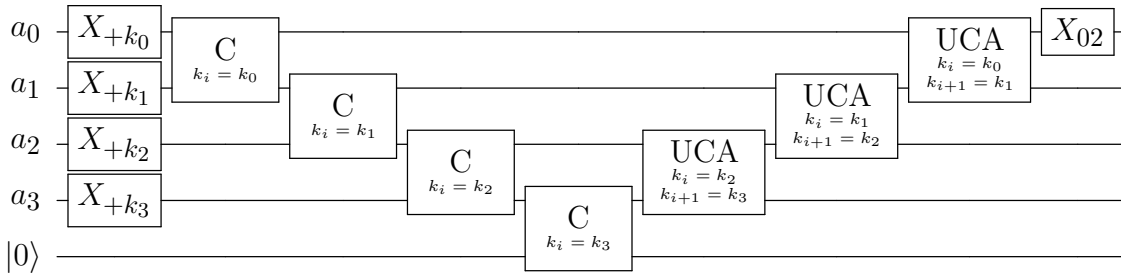 a₀ X₊ₖ₀ C UCA X₀₂
kᵢ = k₀ kᵢ = k₀
kᵢ₊₁ = k₁
a₁ X₊ₖ₁ C UCA
kᵢ = k₁ kᵢ = k₁
kᵢ₊₁ = k₂
a₂ X₊ₖ₂ C UCA
kᵢ = k₂ kᵢ = k₂
kᵢ₊₁ = k₃
a₃ X₊ₖ₃ C
kᵢ = k₃
|0⟩